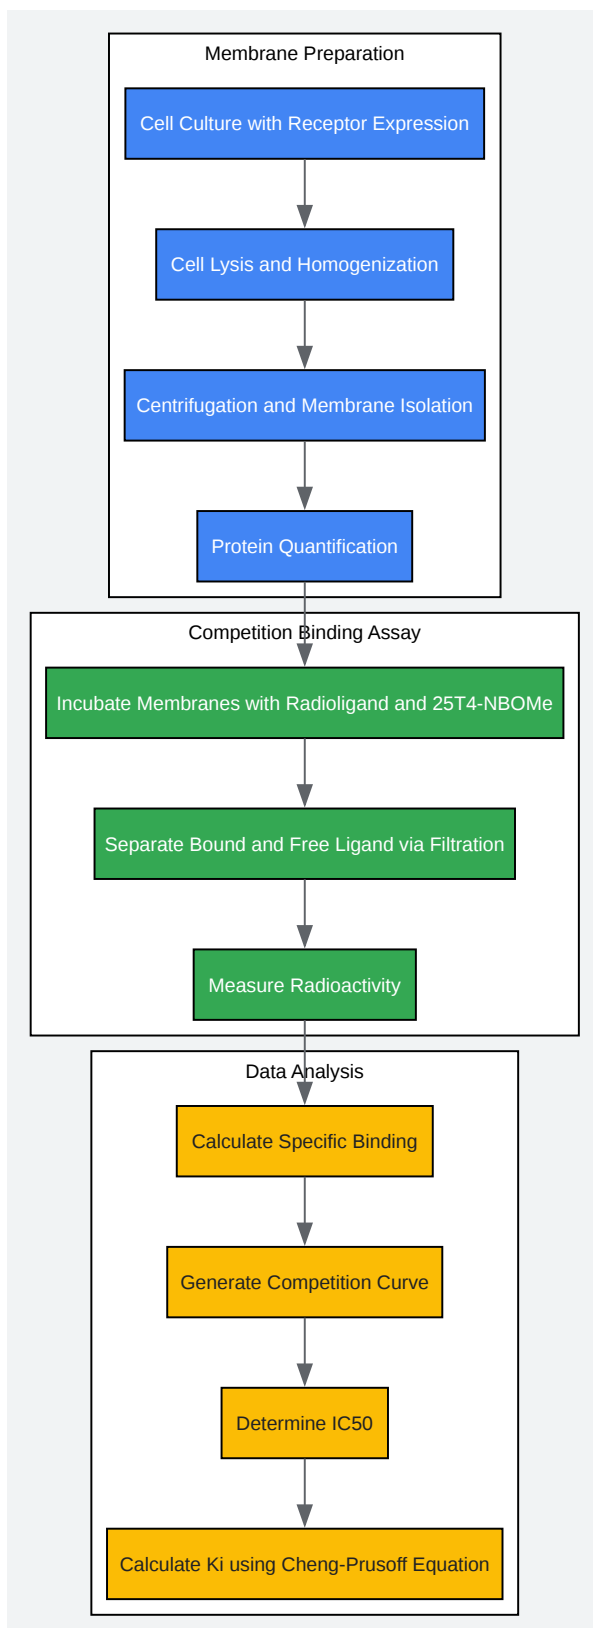 Membrane Preparation
Cell Culture with Receptor Expression
Cell Lysis and Homogenization
Centrifugation and Membrane Isolation
Protein Quantification
Competition Binding Assay
Incubate Membranes with Radioligand and 25T4-NBOMe
Separate Bound and Free Ligand via Filtration
Measure Radioactivity
Data Analysis
Calculate Specific Binding
Generate Competition Curve
Determine IC50
Calculate Ki using Cheng-Prusoff Equation